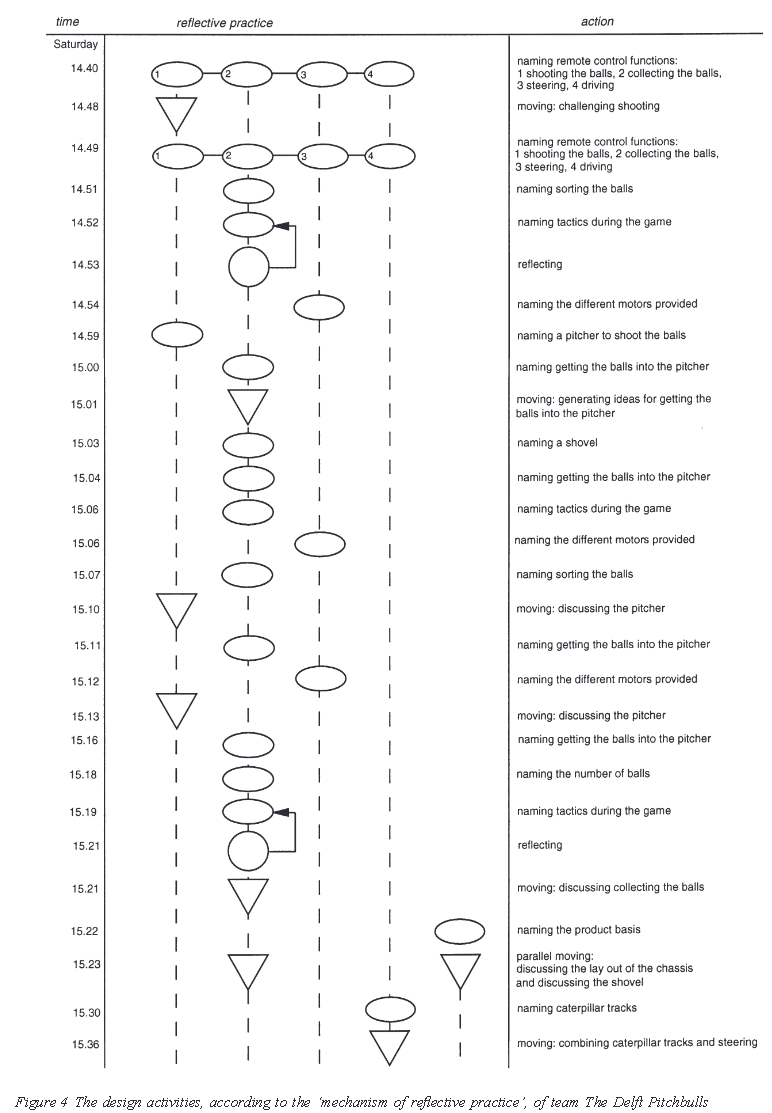 time reflective practice action
Saturday
14.40 1 2 3 4 naming remote control functions:
1 shooting the balls, 2 collecting the balls,
3 steering, 4 driving
14.48 moving: challenging shooting
14.49 1 2 3 4 naming remote control functions:
1 shooting the balls, 2 collecting the balls,
3 steering, 4 driving
14.51 naming sorting the balls
14.52 naming tactics during the game
14.53 reflecting
14.54 naming the different motors provided
14.59 naming a pitcher to shoot the balls
15.00 naming getting the balls into the pitcher
15.01 moving: generating ideas for getting the
balls into the pitcher
15.03 naming a shovel
15.04 naming getting the balls into the pitcher
15.06 naming tactics during the game
15.06 naming the different motors provided
15.07 naming sorting the balls
15.10 moving: discussing the pitcher
15.11 naming getting the balls into the pitcher
15.12 naming the different motors provided
15.13 moving: discussing the pitcher
15.16 naming getting the balls into the pitcher
15.18 naming the number of balls
15.19 naming tactics during the game
15.21 reflecting
15.21 moving: discussing collecting the balls
15.22 naming the product basis
15.23 parallel moving:
discussing the lay out of the chassis
and discussing the shovel
15.30 naming caterpillar tracks
15.36 moving: combining caterpillar tracks and steering
Figure 4 The design activities, according to the 'mechanism of reflective practice', of team The Delft Pitchbulls